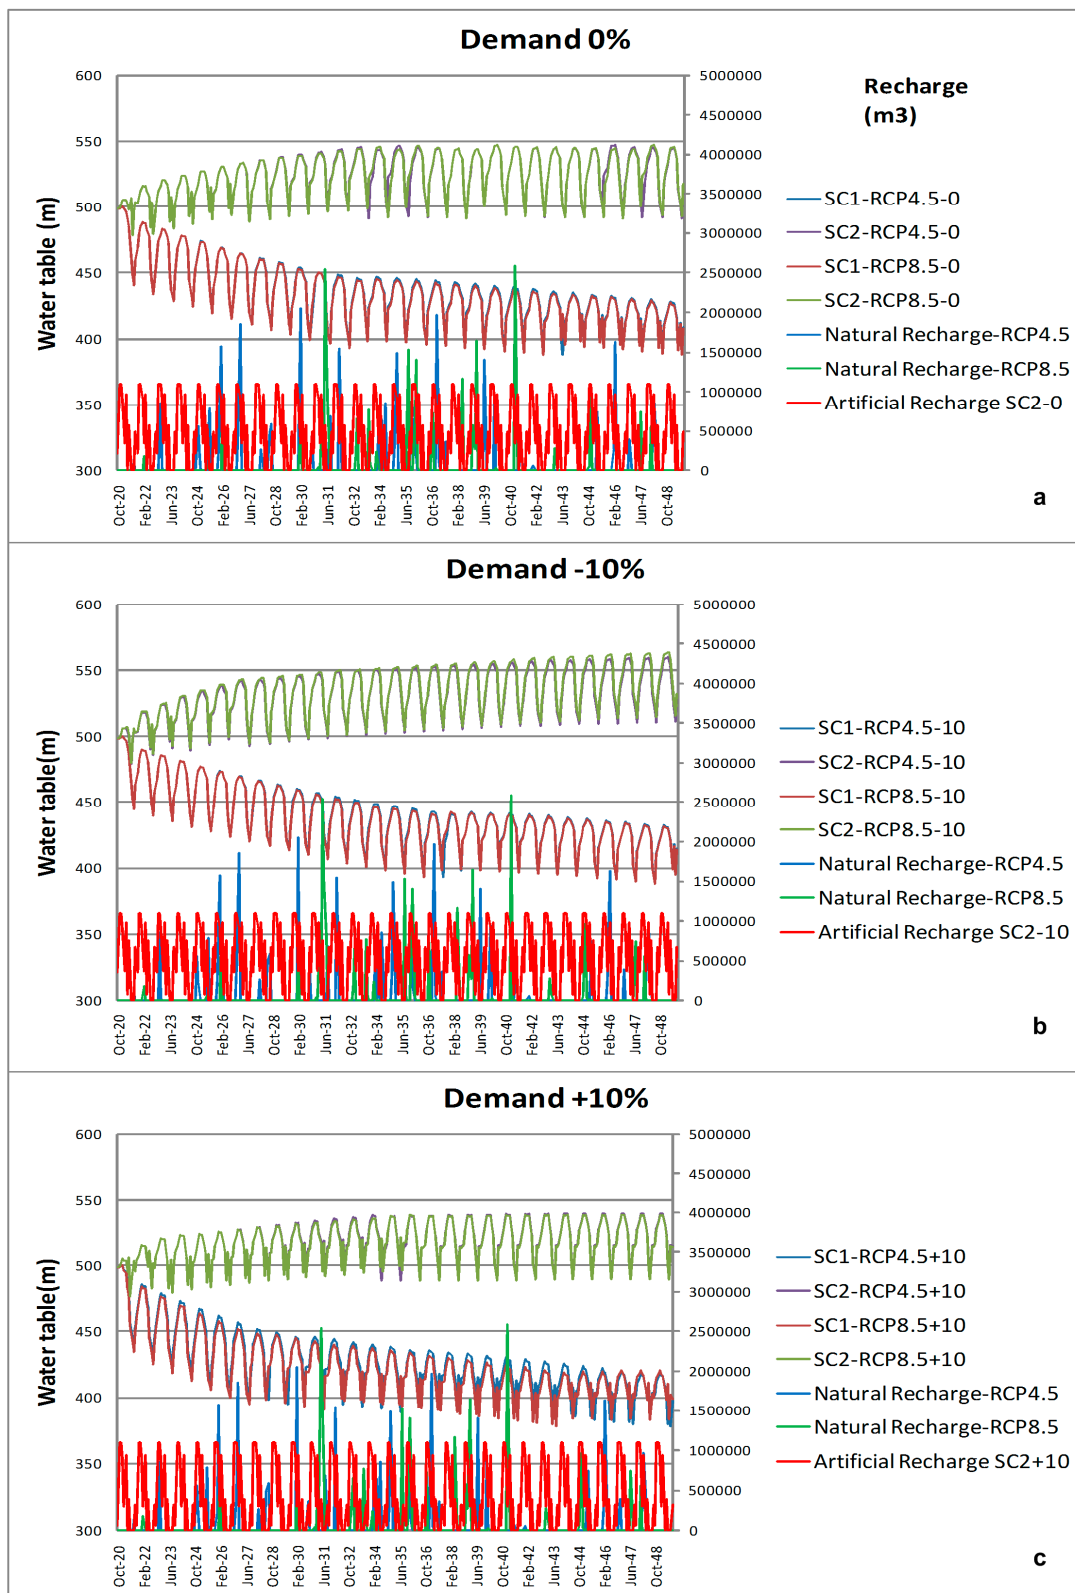 Demand 0%
Recharge
(m3)
Water table (m)
600
550
500
450
400
350
300
5000000
4500000
4000000
3500000
3000000
2500000
2000000
1500000
1000000
500000
0
SC1-RCP4.5-0
SC2-RCP4.5-0
SC1-RCP8.5-0
SC2-RCP8.5-0
Natural Recharge-RCP4.5
Natural Recharge-RCP8.5
Artificial Recharge SC2-0
Oct-20
Feb-22
Jun-23
Oct-24
Feb-26
Jun-27
Oct-28
Feb-30
Jun-31
Oct-32
Feb-34
Jun-35
Oct-36
Feb-38
Jun-39
Oct-40
Feb-42
Jun-43
Oct-44
Feb-46
Jun-47
Oct-48
a
Demand -10%
Water table(m)
600
550
500
450
400
350
300
5000000
4500000
4000000
3500000
3000000
2500000
2000000
1500000
1000000
500000
0
SC1-RCP4.5-10
SC2-RCP4.5-10
SC1-RCP8.5-10
SC2-RCP8.5-10
Natural Recharge-RCP4.5
Natural Recharge-RCP8.5
Artificial Recharge SC2-10
Oct-20
Feb-22
Jun-23
Oct-24
Feb-26
Jun-27
Oct-28
Feb-30
Jun-31
Oct-32
Feb-34
Jun-35
Oct-36
Feb-38
Jun-39
Oct-40
Feb-42
Jun-43
Oct-44
Feb-46
Jun-47
Oct-48
b
Demand +10%
Water table(m)
600
550
500
450
400
350
300
5000000
4500000
4000000
3500000
3000000
2500000
2000000
1500000
1000000
500000
0
SC1-RCP4.5+10
SC2-RCP4.5+10
SC1-RCP8.5+10
SC2-RCP8.5+10
Natural Recharge-RCP4.5
Natural Recharge-RCP8.5
Artificial Recharge SC2+10
Oct-20
Feb-22
Jun-23
Oct-24
Feb-26
Jun-27
Oct-28
Feb-30
Jun-31
Oct-32
Feb-34
Jun-35
Oct-36
Feb-38
Jun-39
Oct-40
Feb-42
Jun-43
Oct-44
Feb-46
Jun-47
Oct-48
c